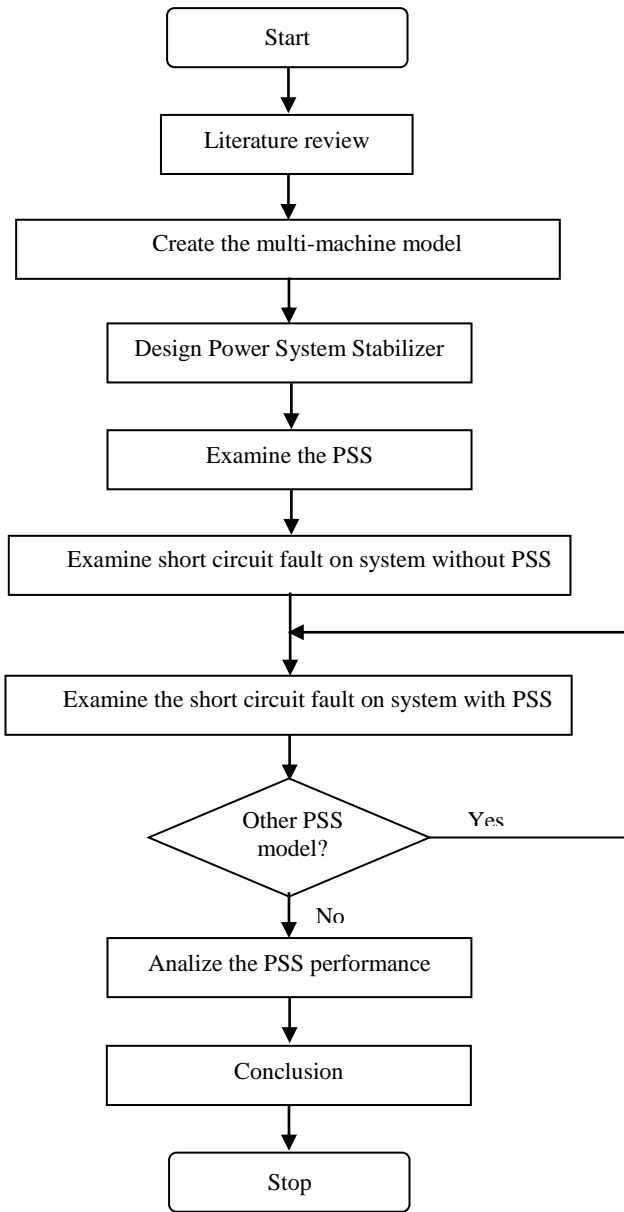 Start
Literature review
Create the multi-machine model
Design Power System Stabilizer
Examine the PSS
Examine short circuit fault on system without PSS
Examine the short circuit fault on system with PSS
Other PSS
model?
Yes
No
Analize the PSS performance
Conclusion
Stop